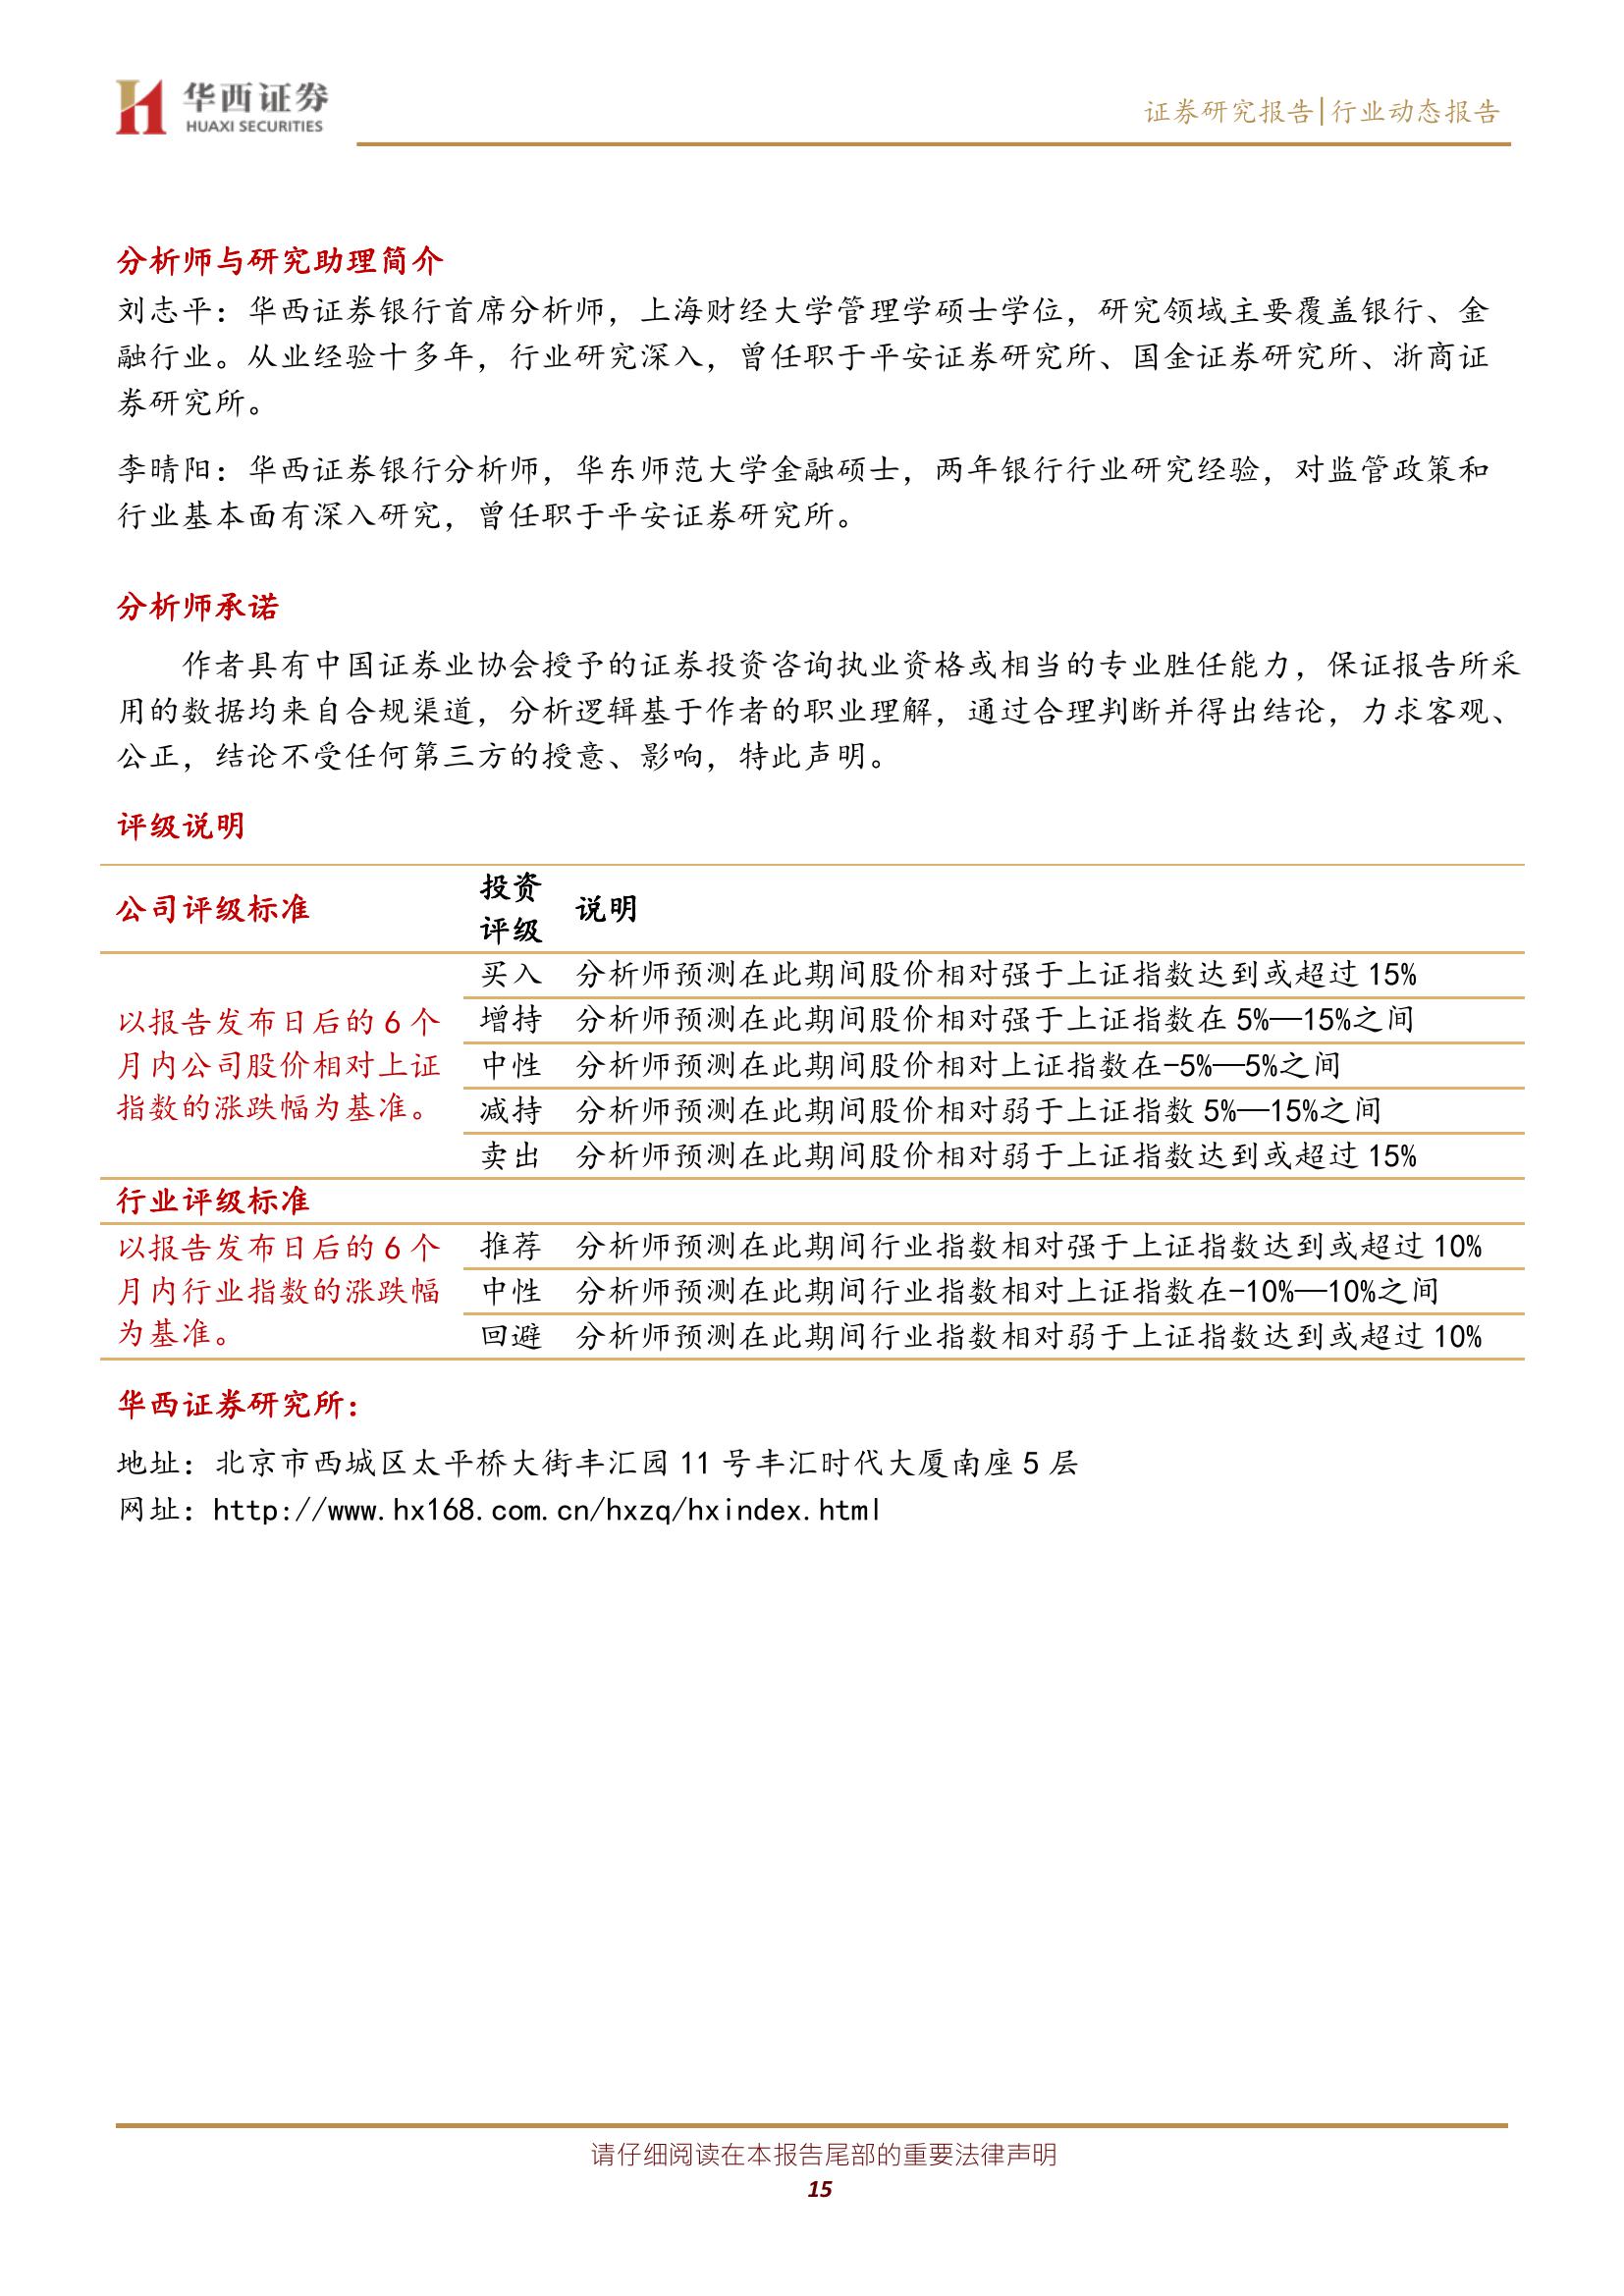 华西证券
HUAXI SECURITIES
证券研究报告|行业动态报告
分析师与研究助理简介
刘志平：华西证券银行首席分析师，上海财经大学管理学硕士学位，研究领域主要覆盖银行、金
融行业。从业经验十多年，行业研究深入，曾任职于平安证券研究所、国金证券研究所、浙商证
券研究所。
李晴阳：华西证券银行分析师，华东师范大学金融硕士，两年银行行业研究经验，对监管政策和
行业基本面有深入研究，曾任职于平安证券研究所。
分析师承诺
作者具有中国证券业协会授予的证券投资咨询执业资格或相当的专业胜任能力，保证报告所采
用的数据均来自合规渠道，分析逻辑基于作者的职业理解，通过合理判断并得出结论，力求客观、
公正，结论不受任何第三方的授意、影响，特此声明。
评级说明
公司评级标准
投资
评级
说明
以报告发布日后的 6 个
月内公司股价相对上证
指数的涨跌幅为基准。
买入 分析师预测在此期间股价相对强于上证指数达到或超过 15%
增持 分析师预测在此期间股价相对强于上证指数在 5%—15%之间
中性 分析师预测在此期间股价相对上证指数在-5%—5%之间
减持 分析师预测在此期间股价相对弱于上证指数 5%—15%之间
卖出 分析师预测在此期间股价相对弱于上证指数达到或超过 15%
行业评级标准
以报告发布日后的 6 个
月内行业指数的涨跌幅
为基准。
推荐 分析师预测在此期间行业指数相对强于上证指数达到或超过 10%
中性 分析师预测在此期间行业指数相对上证指数在-10%—10%之间
回避 分析师预测在此期间行业指数相对弱于上证指数达到或超过 10%
华西证券研究所：
地址：北京市西城区太平桥大街丰汇园 11 号丰汇时代大厦南座 5 层
网址：http://www.hx168.com.cn/hxzq/hxindex.html
请仔细阅读在本报告尾部的重要法律声明
15